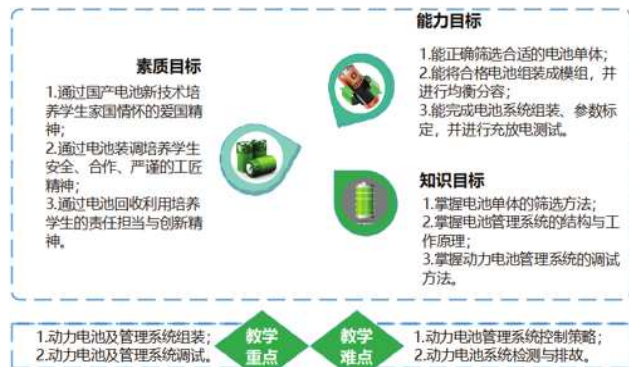 素质目标
1.通过国产电池新技术培
养学生家国情怀的爱国精
神；
2.通过电池装调培养学生
安全、合作、严谨的工匠
精神；
3.通过电池回收利用培养
学生的责任担当与创新精
神。
能力目标
1.能正确筛选合适的电池单体；
2.能将合格电池组装成模组，并
进行均衡分容；
3.能完成电池系统组装、参数标
定，并进行充放电测试。
知识目标
1.掌握电池单体的筛选方法；
2.掌握电池管理系统的结构与工
作原理；
3.掌握动力电池管理系统的调试
方法。
1.动力电池及管理系统组装；
2.动力电池及管理系统调试。
教学
重点
教学
难点
1.动力电池管理系统控制策略；
2.动力电池系统检测与排故。